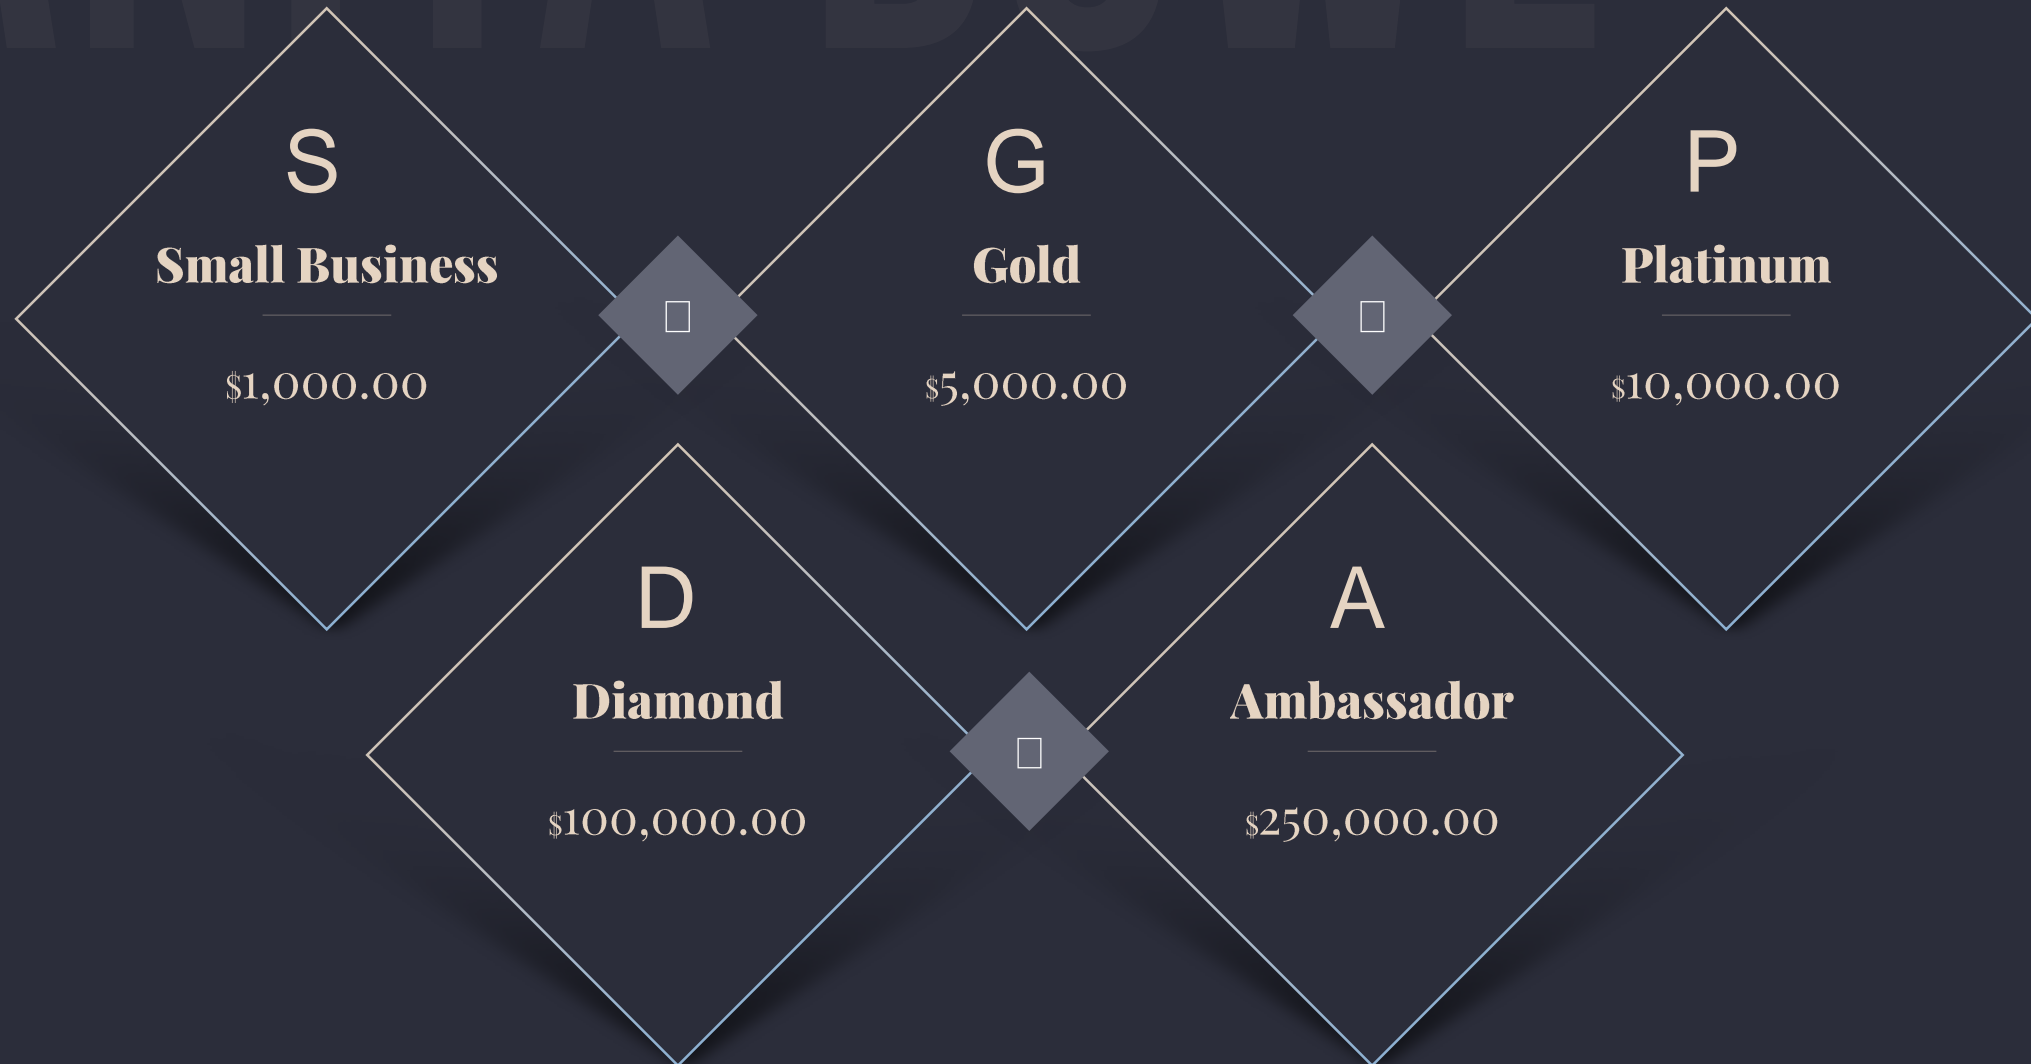 S
Small Business
$1,000.00
G
Gold
$5,000.00
P
Platinum
$10,000.00
D
Diamond
$100,000.00
A
Ambassador
$250,000.00